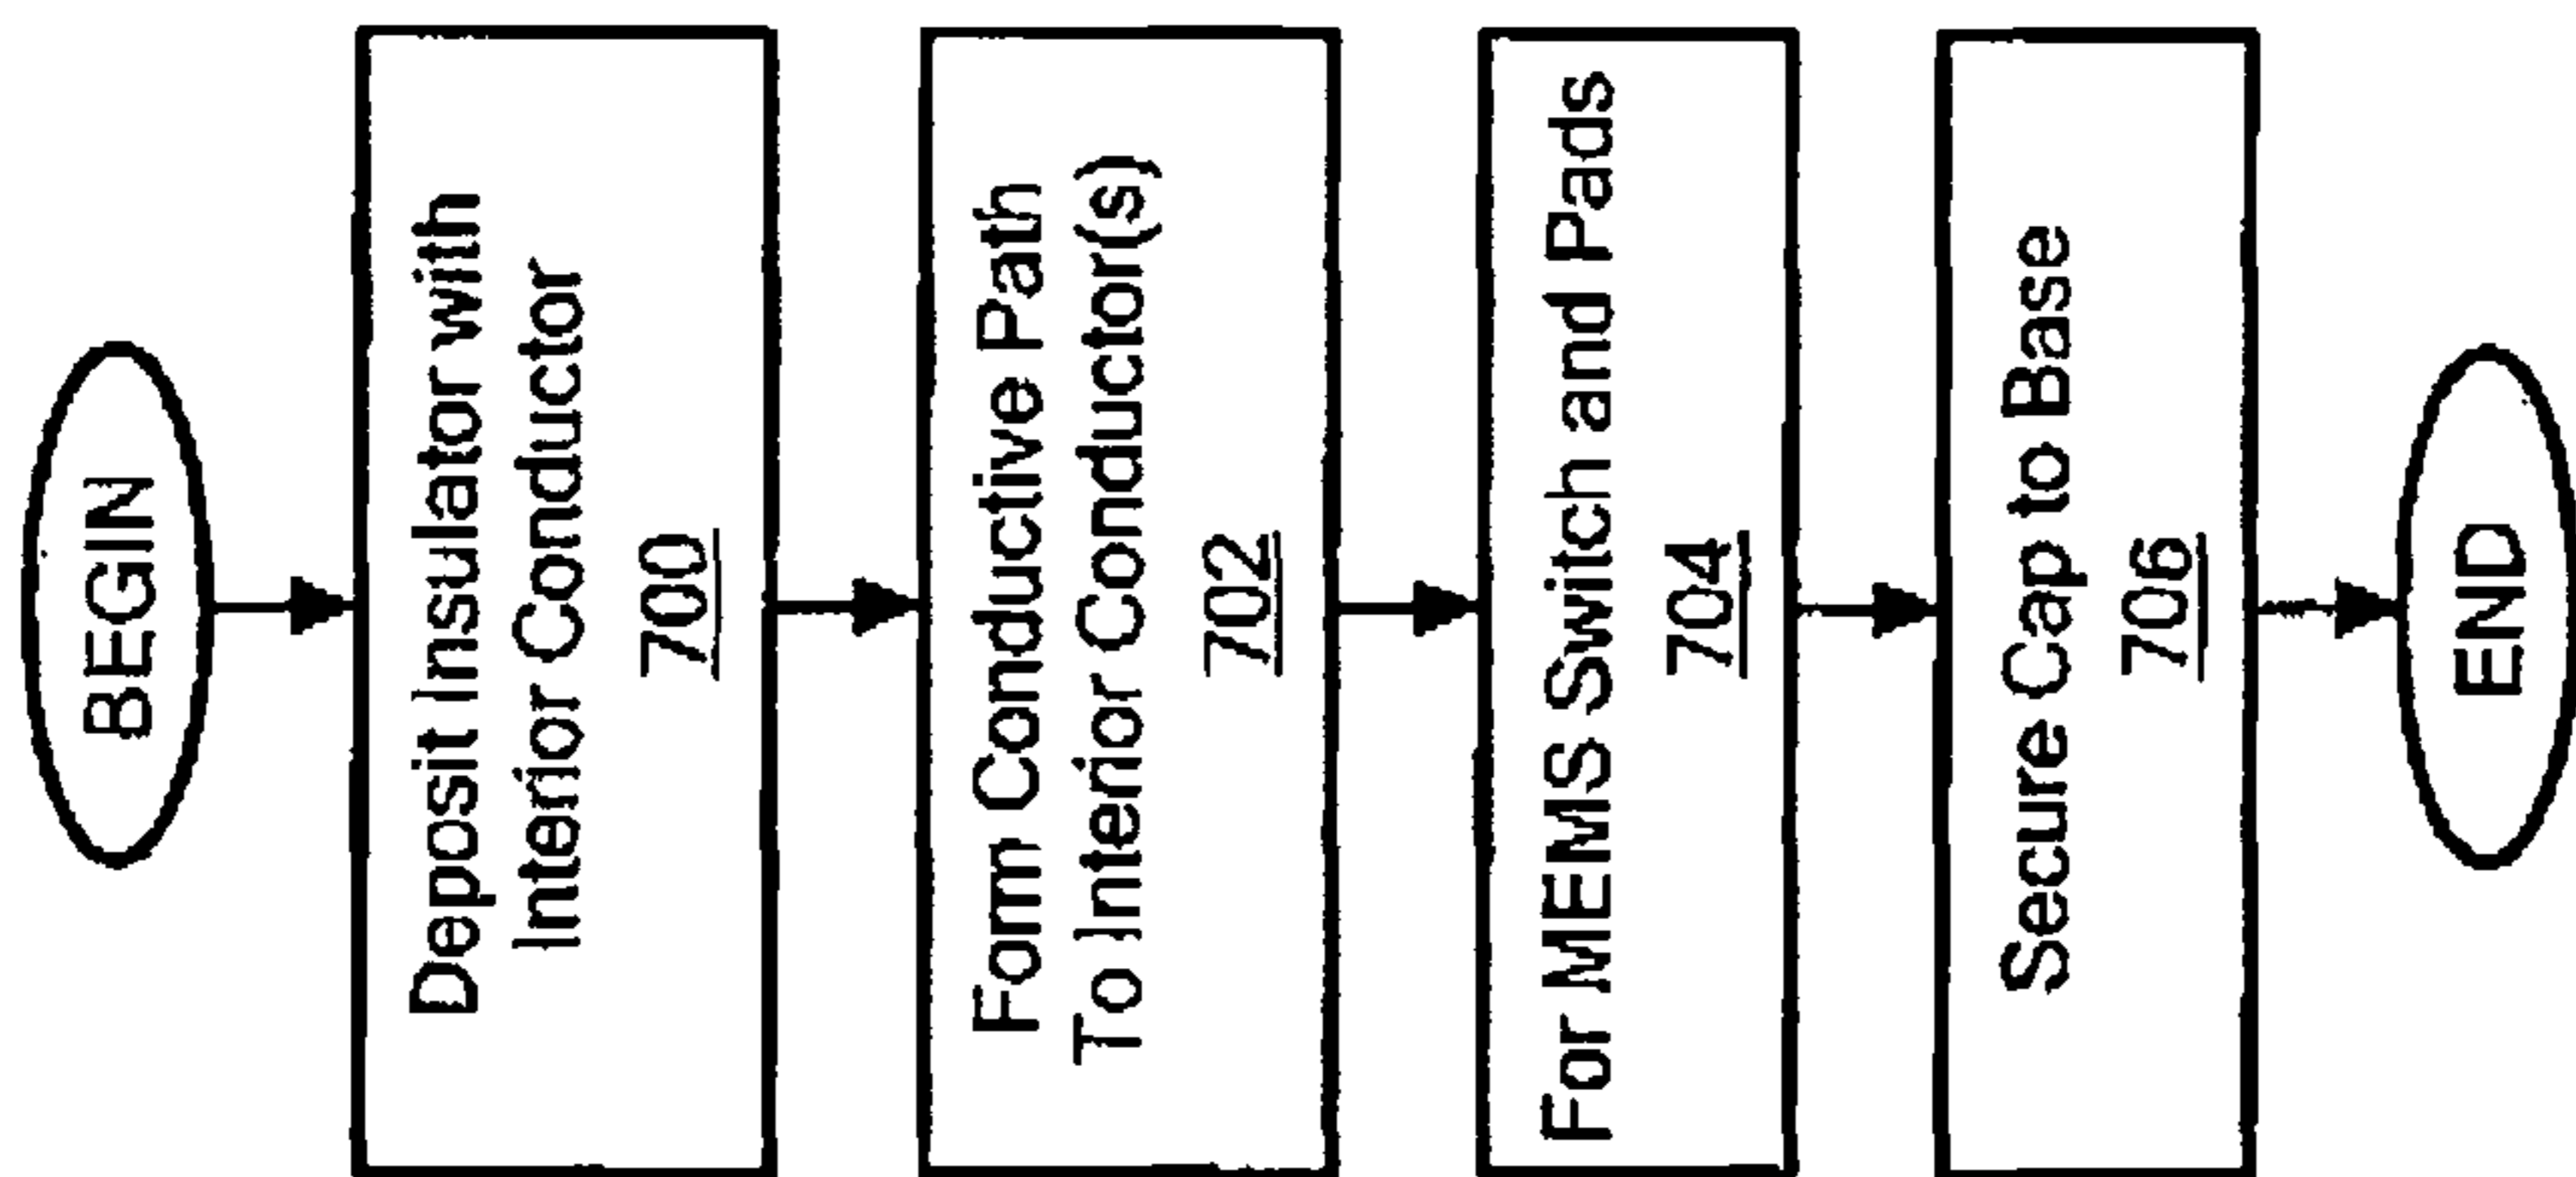 BEGIN
Deposit Insulator with
Interior Conductor
700
Form Conductive Path
To Interior Conductor(s)
702
For MEMS Switch and Pads
704
Secure Cap to Base
706
END